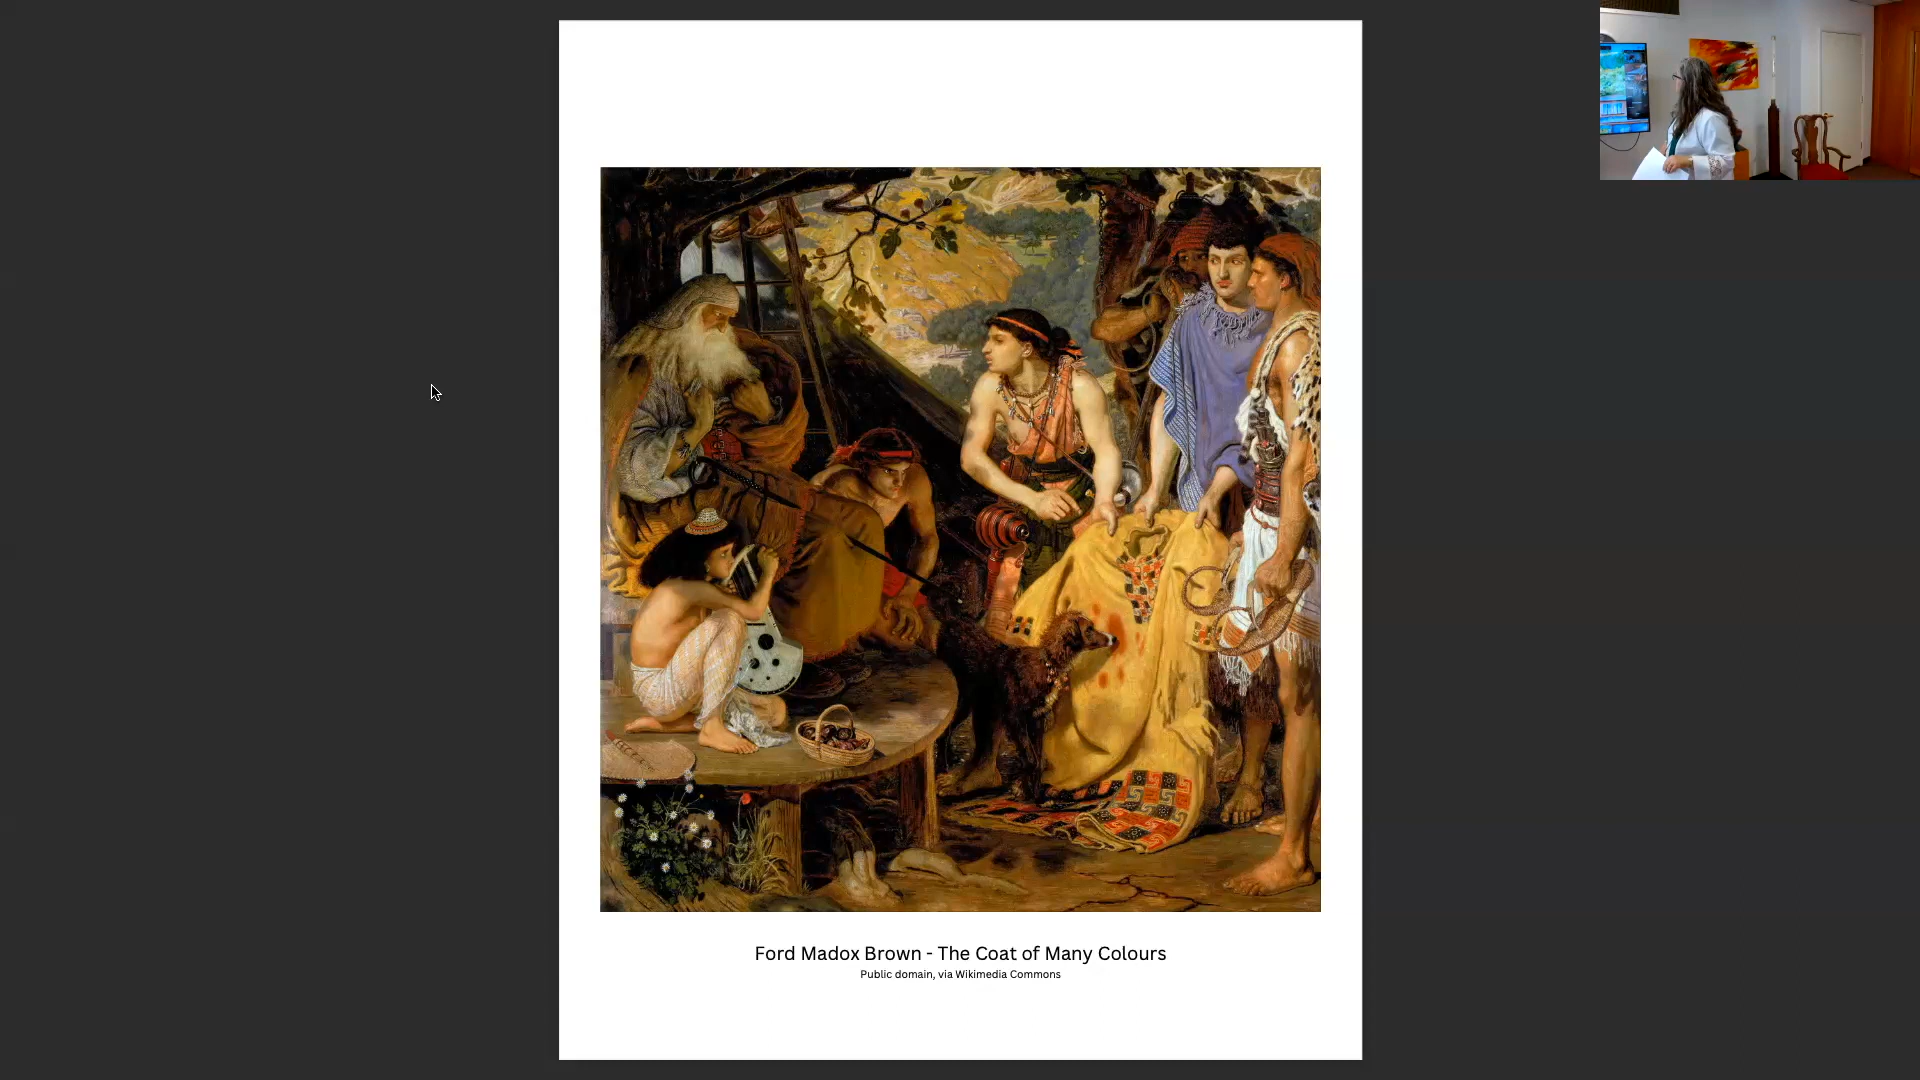 Ford Madox Brown - The Coat of Many Colours
Public domain, via Wikimedia Commons